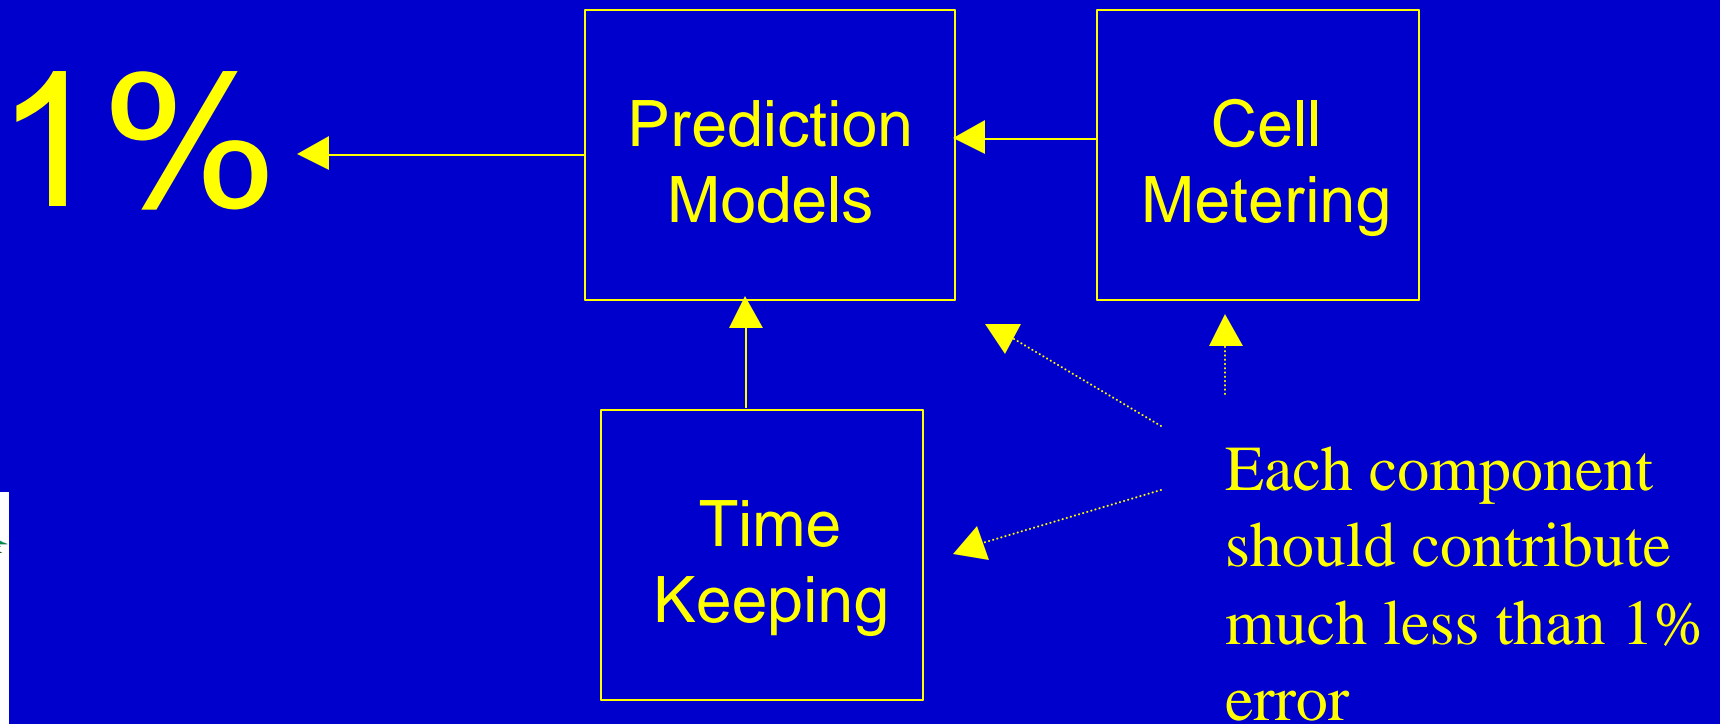 1%
Prediction
Models
Cell
Metering
Time
Keeping
Each component
should contribute
much less than 1%
error